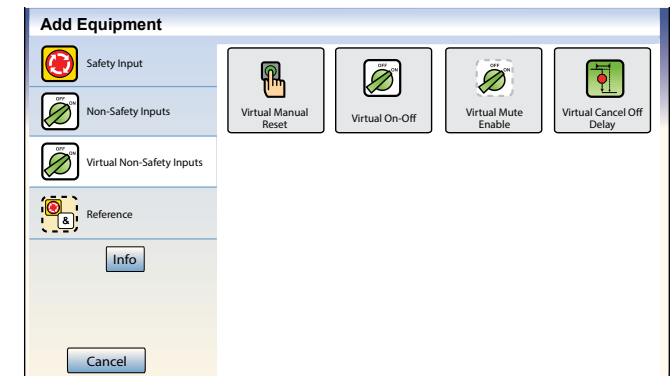 Add Equipment
Safety Input
OFF
ON
Non-Safety Inputs
OFF
ON
Virtual Non-Safety Inputs
&
Reference
Info
Cancel
Virtual Manual
Reset
OFF
ON
Virtual On-Off
OFF
ON
Virtual Mute
Enable
Virtual Cancel Off
Delay